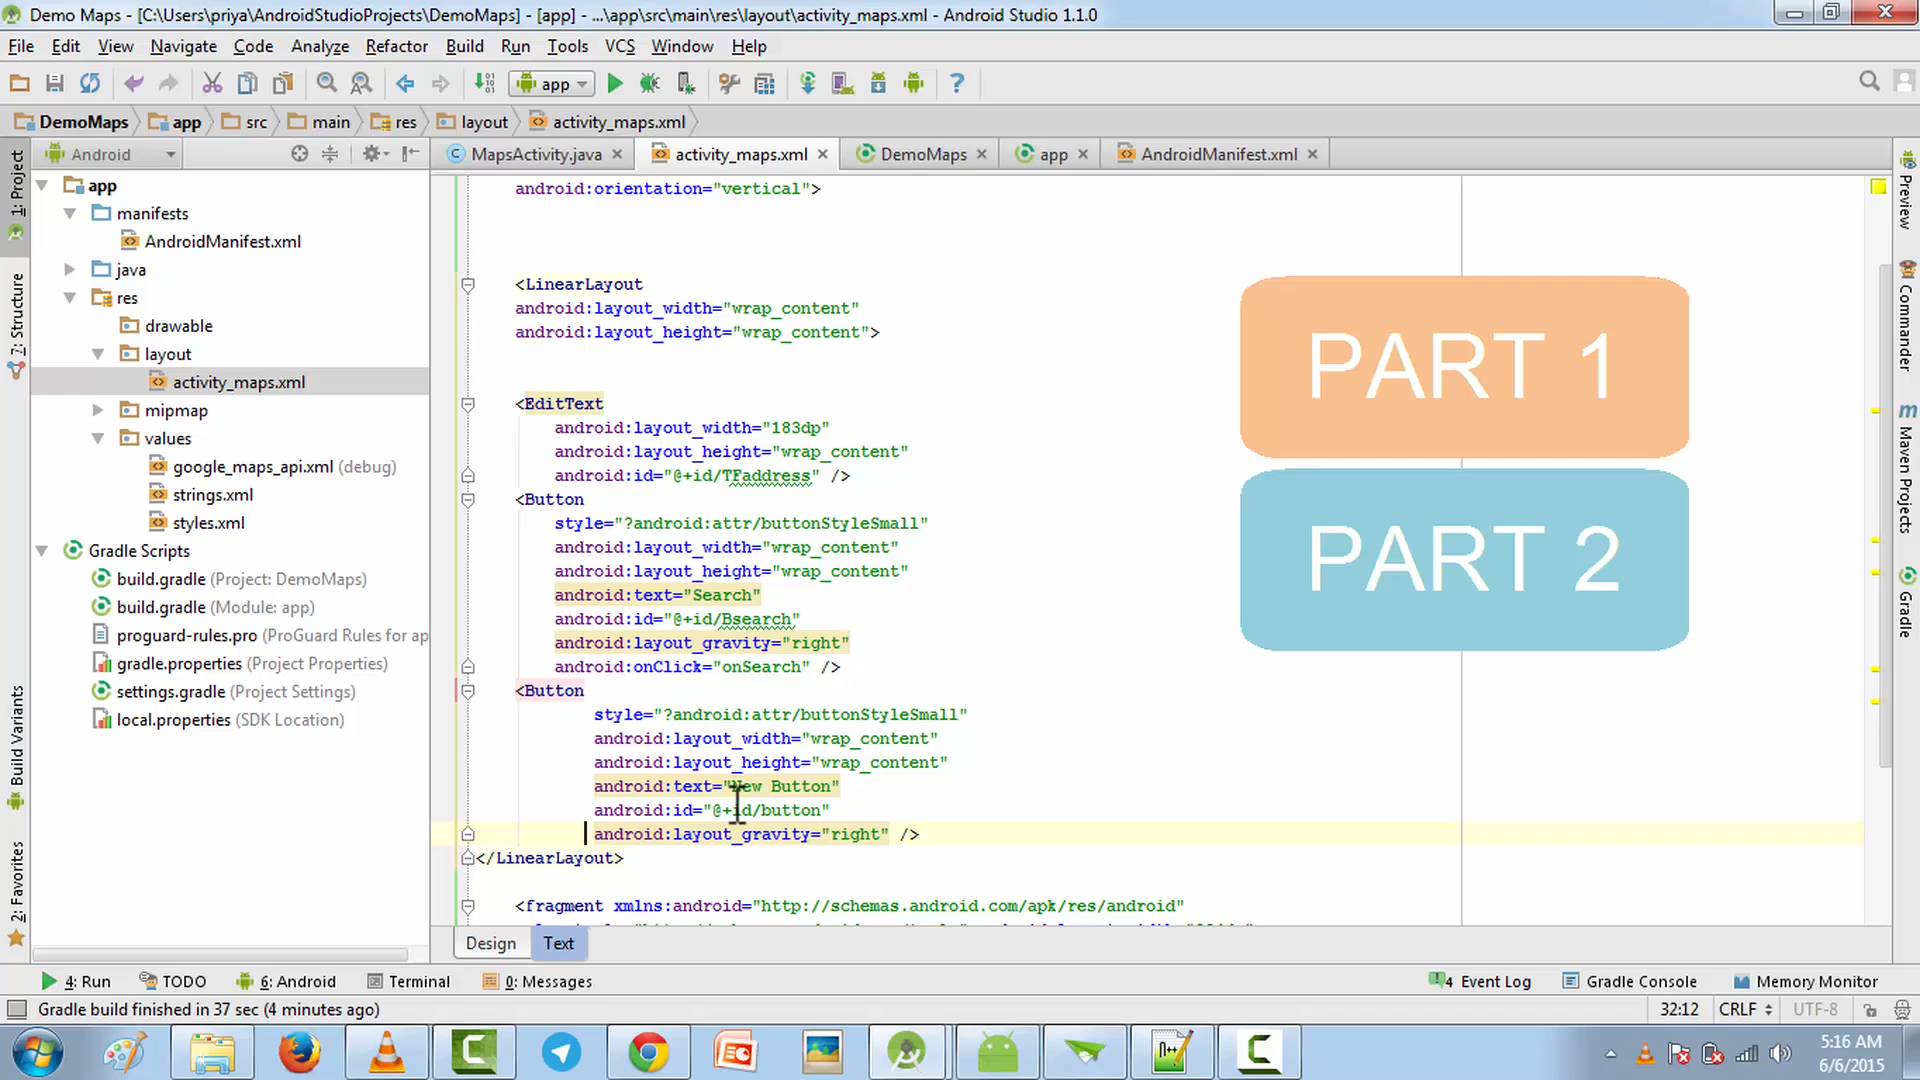 Demo Maps - [C:\Users\priya\AndroidStudioProjects\DemoMaps] - [app] - ...\app\src\main\res\layout\activity_maps.xml - Android Studio 1.1.0
File Edit View Navigate Code Analyze Refactor Build Run Tools VCS Window Help
app
DemoMaps app src main res layout activity_maps.xml
Android
MapsActivity.java activity_maps.xml DemoMaps app AndroidManifest.xml
1: Project
7: Structure
Build Variants
2: Favorites
app
manifests
AndroidManifest.xml
java
res
drawable
layout
activity_maps.xml
mipmap
values
google_maps_api.xml (debug)
strings.xml
styles.xml
Gradle Scripts
build.gradle (Project: DemoMaps)
build.gradle (Module: app)
proguard-rules.pro (ProGuard Rules for ap
gradle.properties (Project Properties)
settings.gradle (Project Settings)
local.properties (SDK Location)
android:orientation="vertical">
<LinearLayout
android:layout_width="wrap_content"
android:layout_height="wrap_content">
<EditText
android:layout_width="183dp"
android:layout_height="wrap_content"
android:id="@+id/TFaddress" />
<Button
style="?android:attr/buttonStyleSmall"
android:layout_width="wrap_content"
android:layout_height="wrap_content"
android:text="Search"
android:id="@+id/Bsearch"
android:layout_gravity="right"
android:onClick="onSearch" />
<Button
style="?android:attr/buttonStyleSmall"
android:layout_width="wrap_content"
android:layout_height="wrap_content"
android:text="New Button"
android:id="@+id/button"
android:layout_gravity="right" />
</LinearLayout>
<fragment xmlns:android="http://schemas.android.com/apk/res/android"
PART 1
PART 2
Preview
Commander
Maven Projects
Gradle
Design Text
4: Run TODO 6: Android Terminal 0: Messages
4 Event Log Gradle Console Memory Monitor
Gradle build finished in 37 sec (4 minutes ago)
32:12 CRLF UTF-8
5:16 AM
6/6/2015